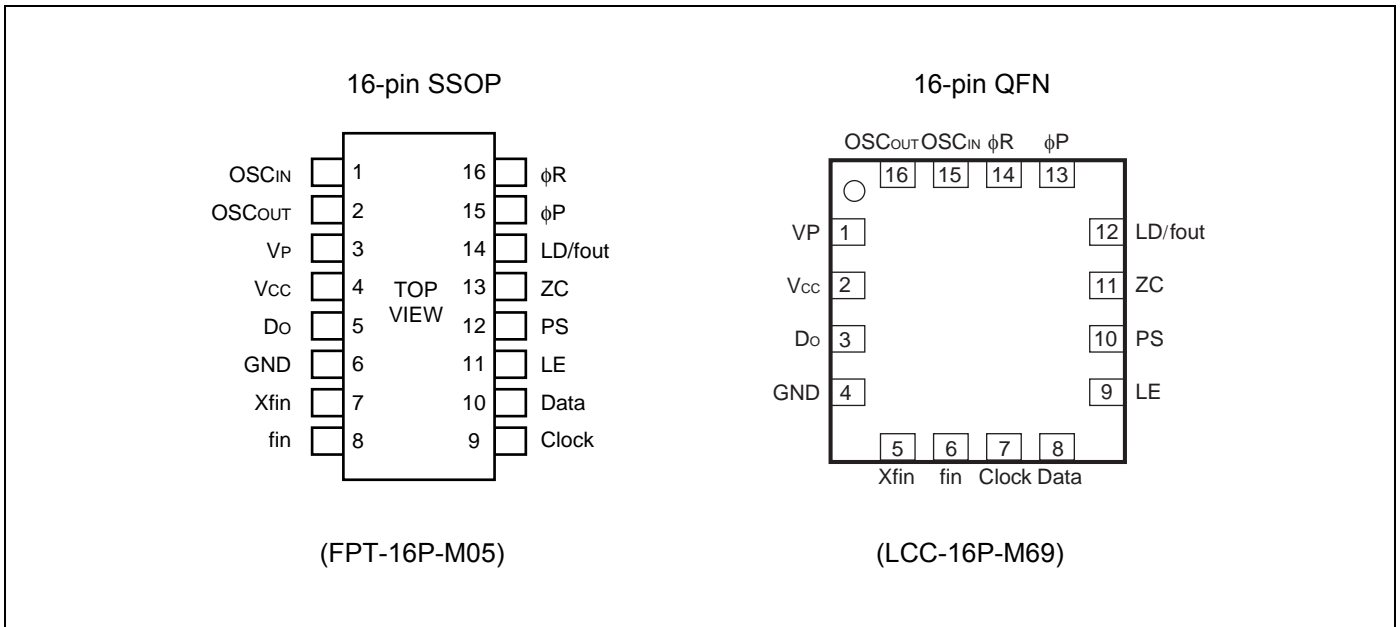 16-pin SSOP
OSCIN 1 16 φR
OSCOUT 2 15 φP
VP 3 14 LD/fout
VCC 4 13 ZC
TOP
VIEW
DO 5 12 PS
GND 6 11 LE
Xfin 7 10 Data
fin 8 9 Clock
(FPT-16P-M05)
16-pin QFN
OSCOUT OSCIN φR φP
16 15 14 13
VP 1 12 LD/fout
VCC 2 11 ZC
DO 3 10 PS
GND 4 9 LE
5 6 7 8
Xfin fin Clock Data
(LCC-16P-M69)